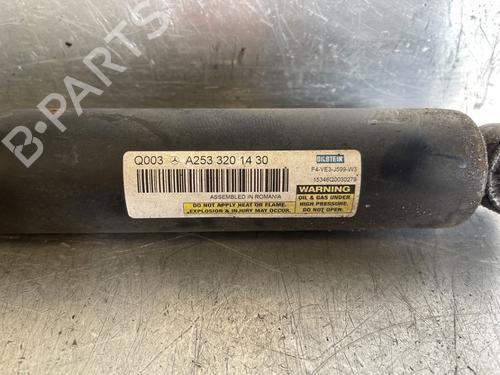 Q003 A253 320 14 30
BILSTEIN
F4-VE3-J599-W3
15346Q0030279
ASSEMBLED IN ROMANIA
WARNING
OIL & GAS UNDER
HIGH PRESSURE.
DO NOT OPEN.
DO NOT APPLY HEAT OR FLAME.
EXPLOSION & INJURY MAY OCCUR.
B-PARTS